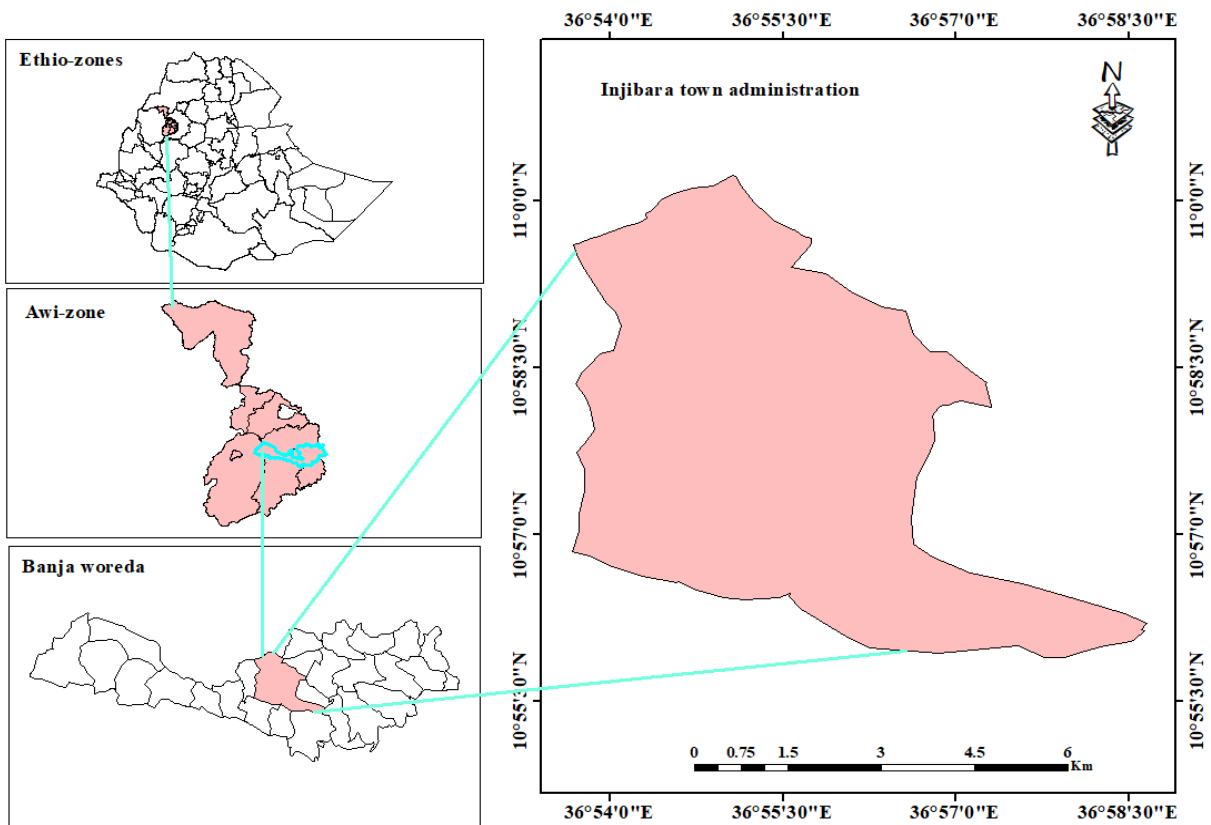 36°54'0"E 36°55'30"E 36°57'0"E 36°58'30"E
Ethio-zones
Injibara town administration
N
11°0'0"N
11°0'0"N
Awi-zone
10°58'30"N
10°58'30"N
10°57'0"N
10°57'0"N
Banja woreda
10°55'30"N
10°55'30"N
0 0.75 1.5 3 4.5 6
Km
36°54'0"E 36°55'30"E 36°57'0"E 36°58'30"E